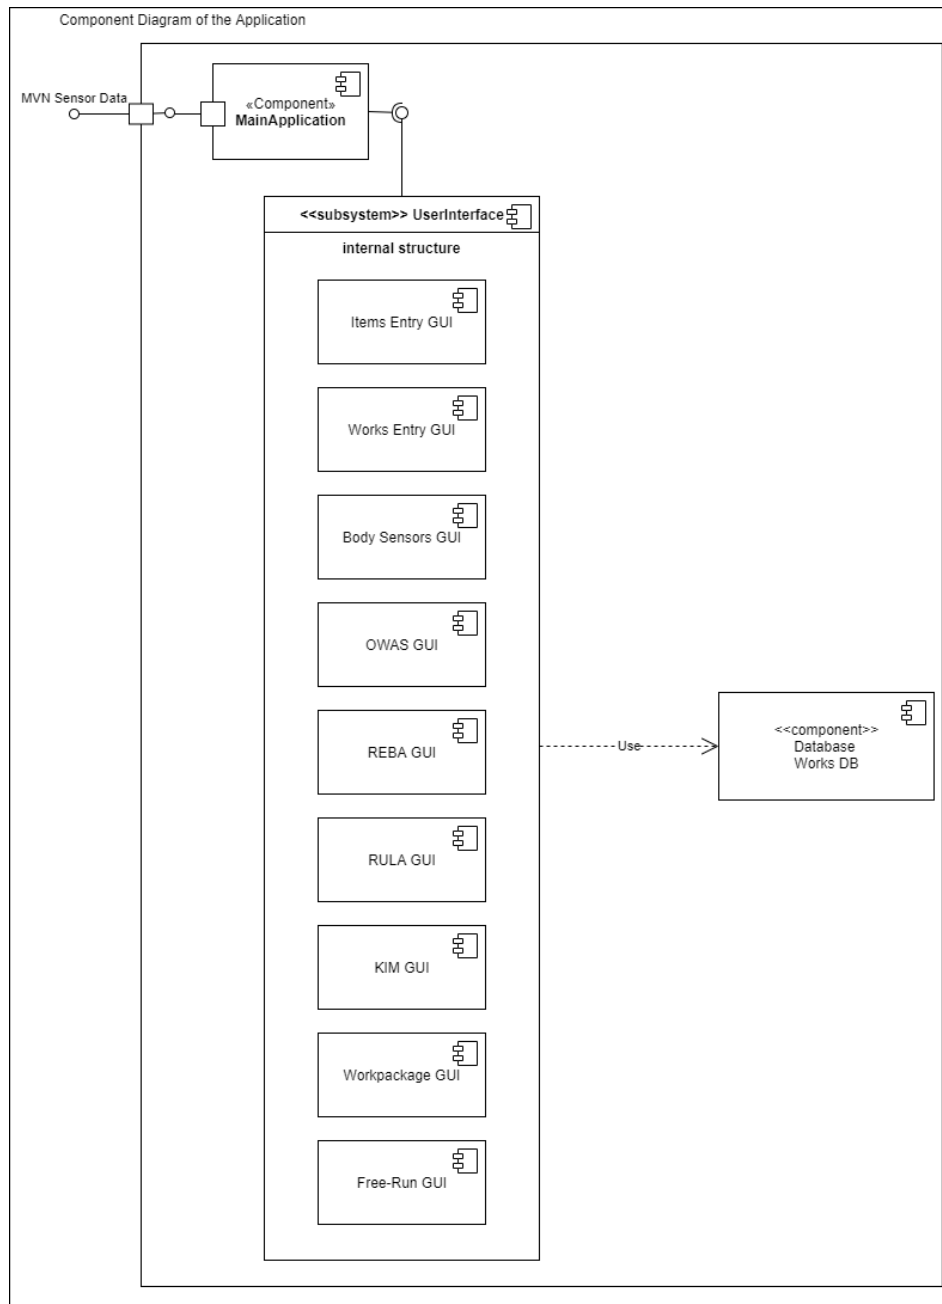 Component Diagram of the Application
MVN Sensor Data
«Component»
MainApplication
<<subsystem>> UserInterface
internal structure
Items Entry GUI
Works Entry GUI
Body Sensors GUI
OWAS GUI
REBA GUI
Use
<<component>>
Database
Works DB
RULA GUI
KIM GUI
Workpackage GUI
Free-Run GUI